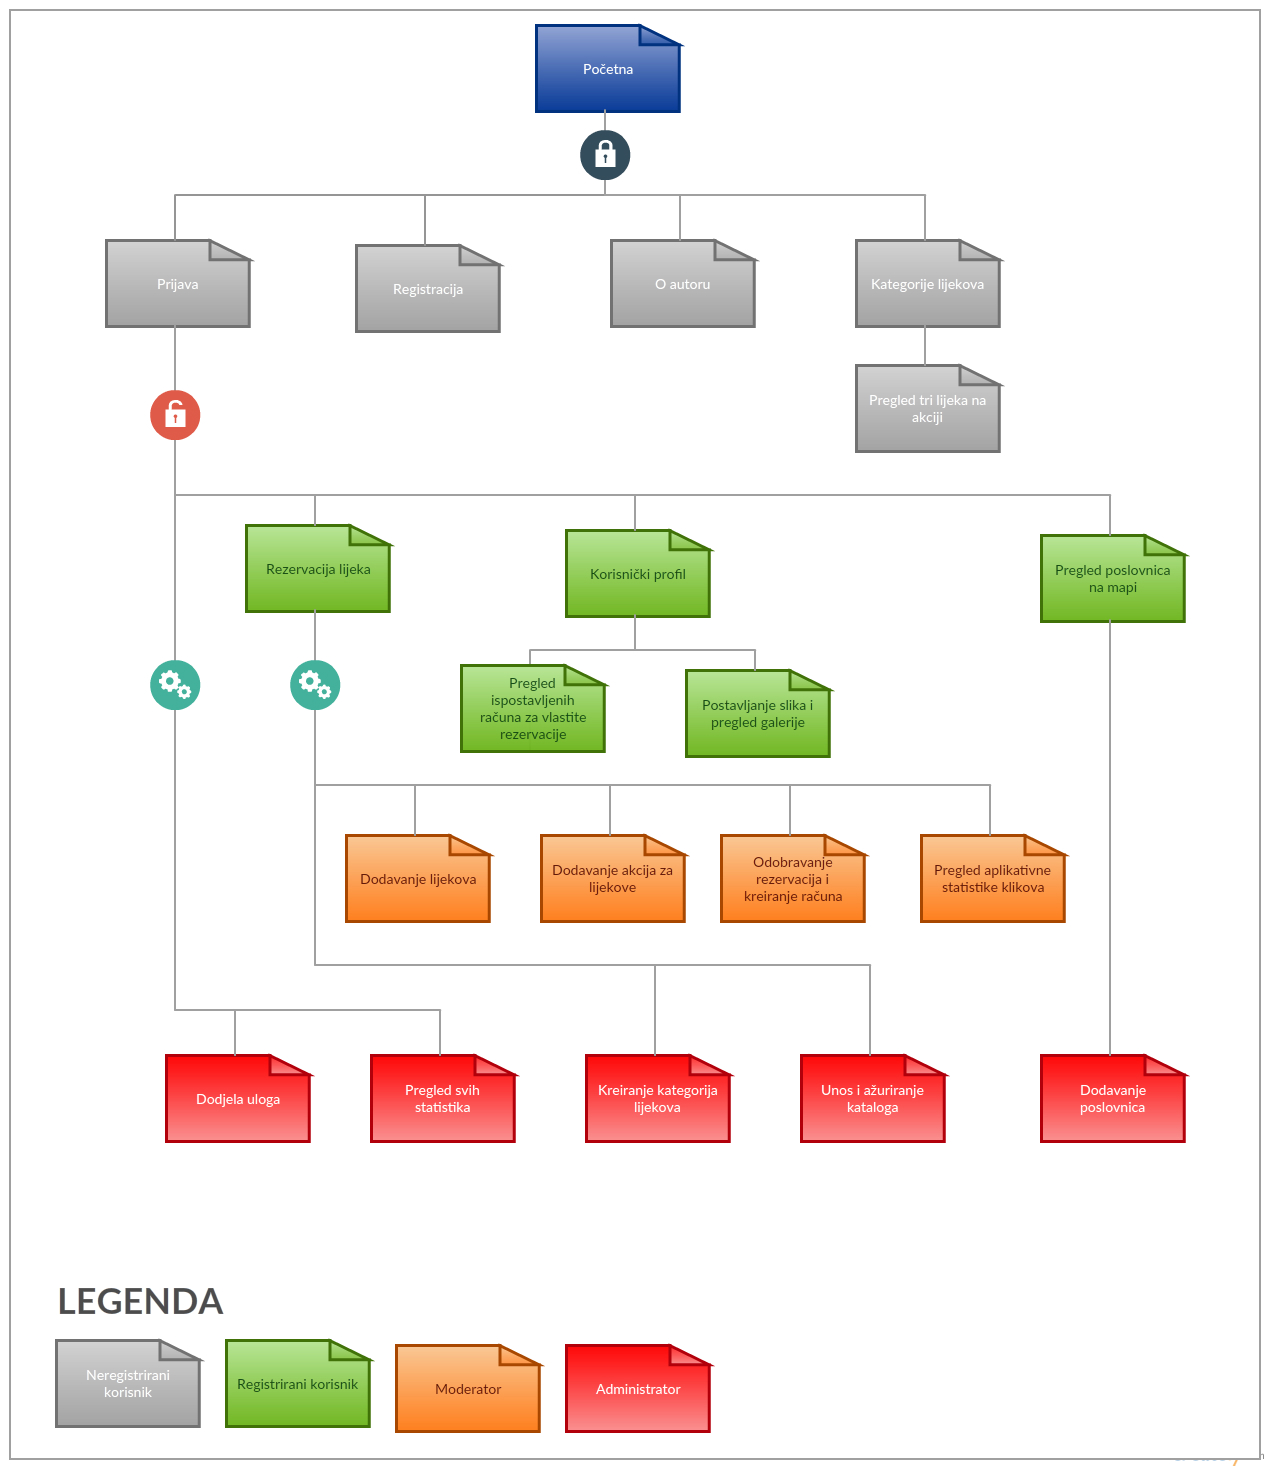 Početna
Prijava
Registracija
O autoru
Kategorije lijekova
Pregled tri lijeka na
akciji
Rezervacija lijeka
Korisnički profil
Pregled poslovnica
na mapi
Pregled
ispostavljenih
računa za vlastite
rezervacije
Postavljanje slika i
pregled galerije
Dodavanje lijekova
Dodavanje akcija za
lijekove
Odobravanje
rezervacija i
kreiranje računa
Pregled aplikativne
statistike klikova
Dodjela uloga
Pregled svih
statistika
Kreiranje kategorija
lijekova
Unos i ažuriranje
kataloga
Dodavanje
poslovnica
LEGENDA
Neregistrirani
korisnik
Registrirani korisnik
Moderator
Administrator